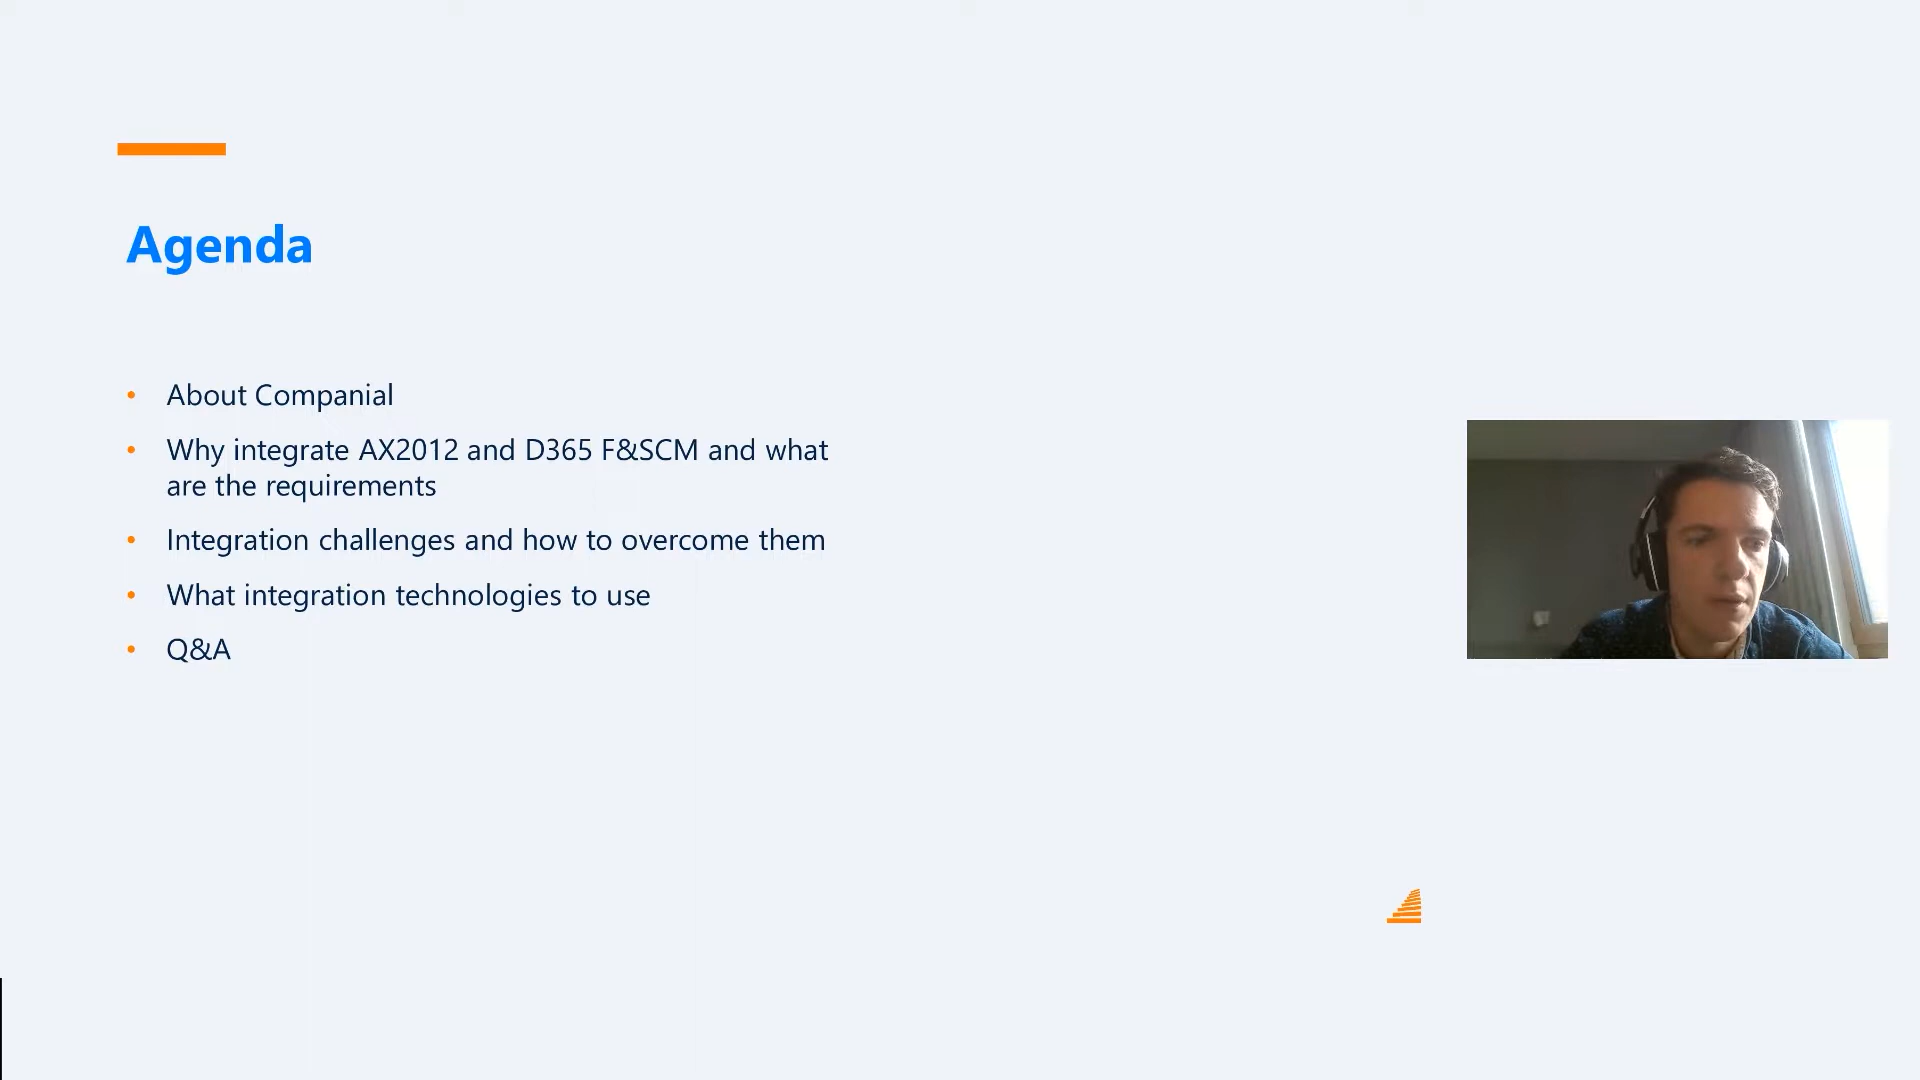 Agenda
• About Companial
• Why integrate AX2012 and D365 F&SCM and what
are the requirements
• Integration challenges and how to overcome them
• What integration technologies to use
• Q&A